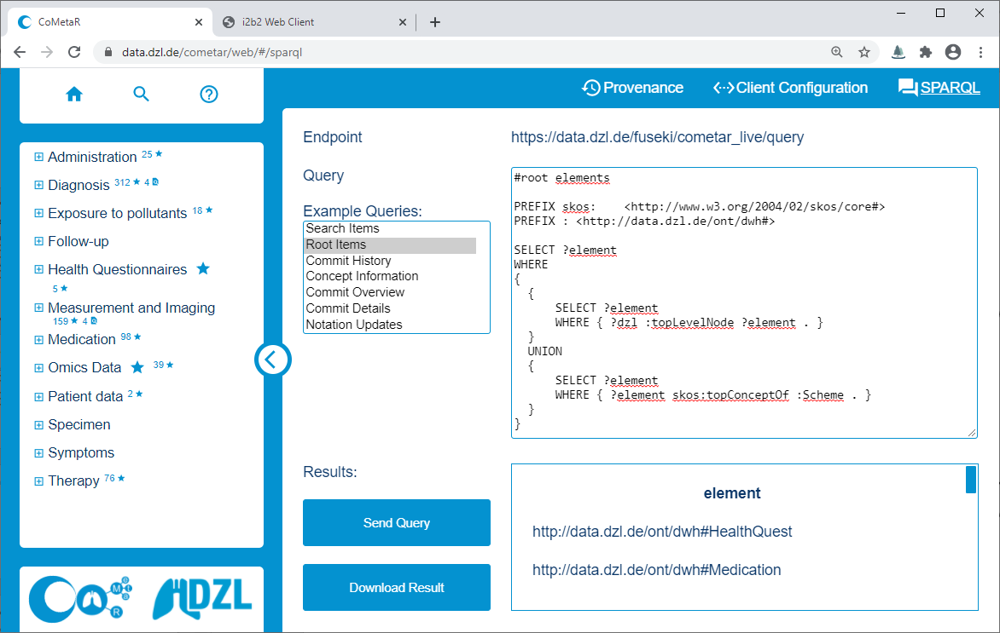 CoMetaR
i2b2 Web Client
data.dzl.de/cometar/web/#/sparql
Provenance
Client Configuration
SPARQL
Administration 25
Diagnosis 312 4
Exposure to pollutants 18
Follow-up
Health Questionnaires
5
Measurement and Imaging
159 4
Medication 98
Omics Data 39
Patient data 2
Specimen
Symptoms
Therapy 76
Co
M e t a R
DZL
Endpoint
https://data.dzl.de/fuseki/cometar_live/query
Query
Example Queries:
Search Items
Root Items
Commit History
Concept Information
Commit Overview
Commit Details
Notation Updates
#root elements
PREFIX skos:    <http://www.w3.org/2004/02/skos/core#>
PREFIX : <http://data.dzl.de/ont/dwh#>
SELECT ?element
WHERE
{
{
SELECT ?element
WHERE { ?dzl :topLevelNode ?element . }
}
UNION
{
SELECT ?element
WHERE { ?element skos:topConceptOf :Scheme . }
}
}
Results:
Send Query
Download Result
element
http://data.dzl.de/ont/dwh#HealthQuest
http://data.dzl.de/ont/dwh#Medication